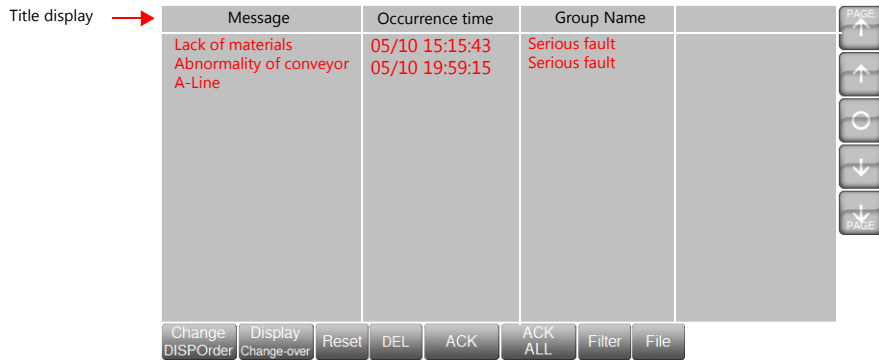 Title display
Message Occurrence time Group Name
Lack of materials 05/10 15:15:43 Serious fault
Abnormality of conveyor 05/10 19:59:15 Serious fault
A-Line
PAGE
PAGE
Change Display Reset DEL ACK ACK Filter File
DISPOrder Change-over ALL